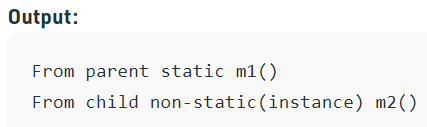 Output:
From parent static m1()
From child non-static(instance) m2()